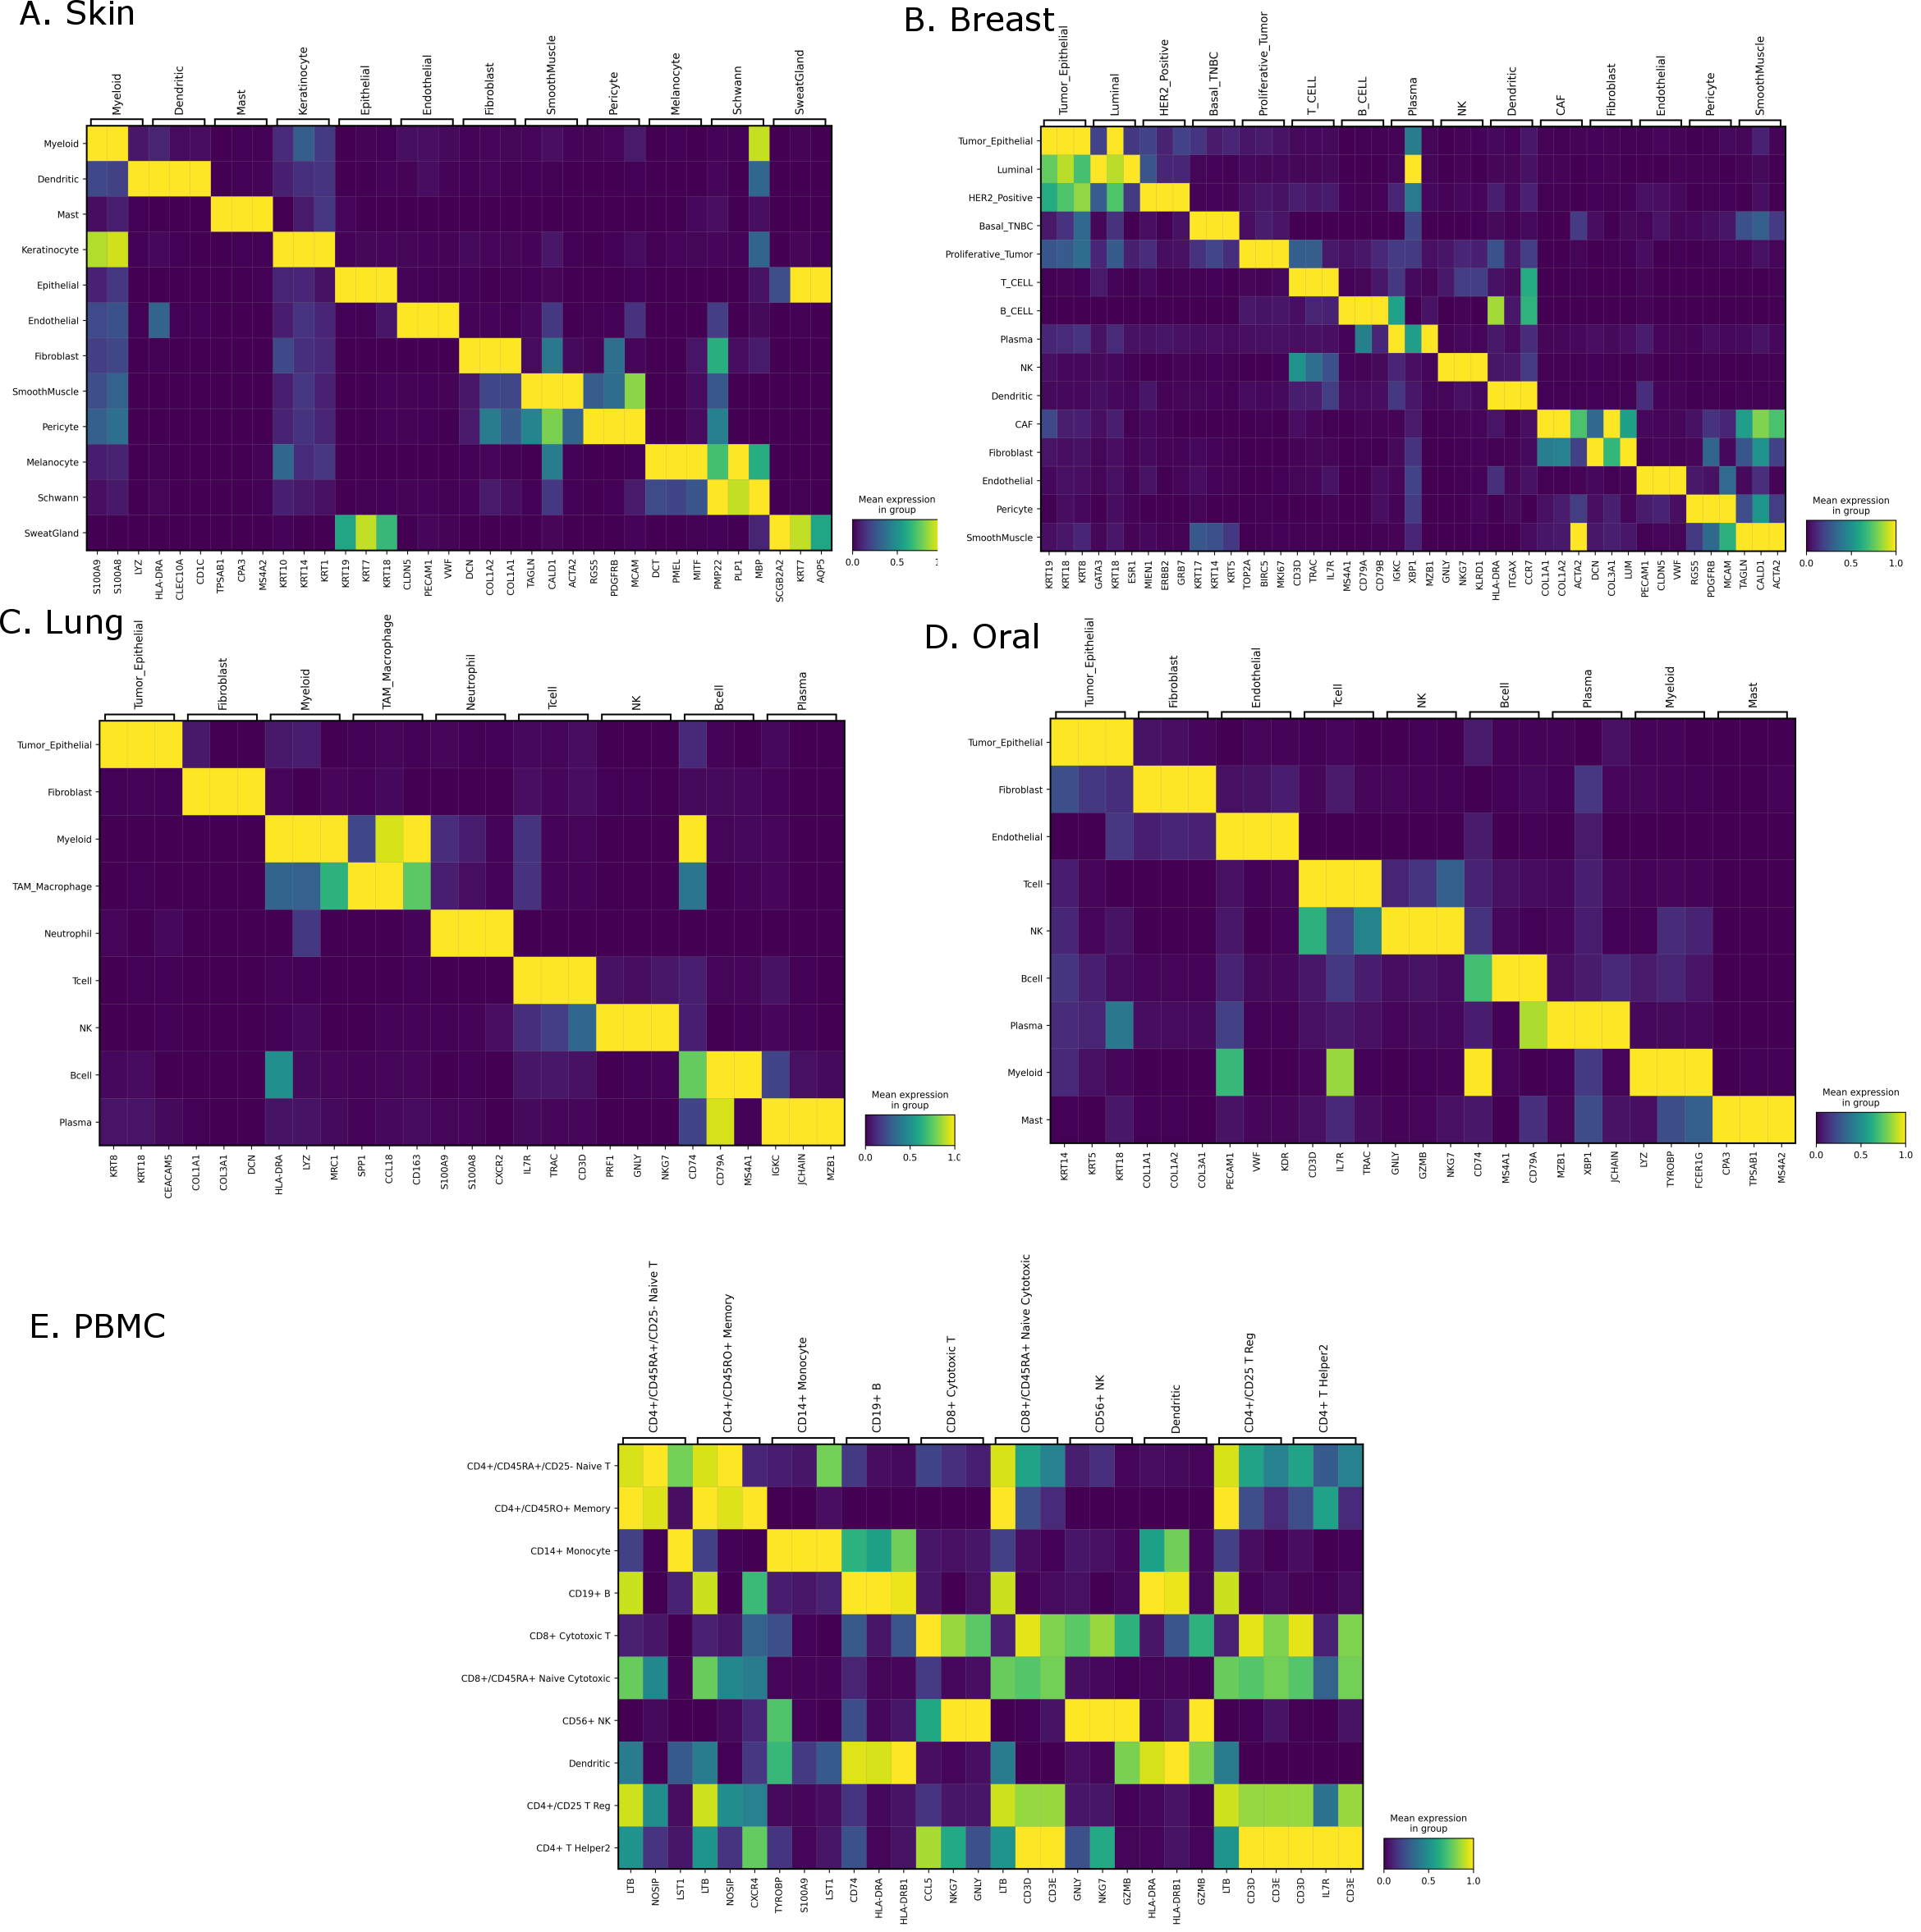 A. Skin
Myeloid
Dendritic
Mast
Keratinocyte
Epithelial
Endothelial
Fibroblast
SmoothMuscle
Pericyte
Melanocyte
Schwann
SweatGland
Myeloid
Dendritic
Mast
Keratinocyte
Epithelial
Endothelial
Fibroblast
SmoothMuscle
Pericyte
Melanocyte
Schwann
SweatGland
S100A9
S100A8
LYZ
HLA-DRA
CLEC10A
CD1C
TPSAB1
CPA3
MS4A2
KRT10
KRT14
KRT1
KRT19
KRT7
KRT18
CLDN5
PECAM1
VWF
DCN
COL1A2
COL1A1
TAGLN
CALD1
ACTA2
RGS5
PDGFRB
MCAM
DCT
PMEL
MITF
PMP22
PLP1
MBP
SCGB2A2
KRT7
AQP5
Mean expression
in group
0.0 0.5 1
B. Breast
Tumor_Epithelial
Luminal
HER2_Positive
Basal_TNBC
Proliferative_Tumor
T_CELL
B_CELL
Plasma
NK
Dendritic
CAF
Fibroblast
Endothelial
Pericyte
SmoothMuscle
Tumor_Epithelial
Luminal
HER2_Positive
Basal_TNBC
Proliferative_Tumor
T_CELL
B_CELL
Plasma
NK
Dendritic
CAF
Fibroblast
Endothelial
Pericyte
SmoothMuscle
KRT19
KRT18
KRT8
GATA3
KRT18
ESR1
MIEN1
ERBB2
GRB7
KRT17
KRT14
KRT5
TOP2A
BIRC5
MKI67
CD3D
TRAC
IL7R
MS4A1
CD79A
CD79B
IGKC
XBP1
MZB1
GNLY
NKG7
KLRD1
HLA-DRA
ITGAX
CCR7
COL1A1
COL1A2
ACTA2
DCN
COL3A1
LUM
PECAM1
CLDN5
VWF
RGS5
PDGFRB
MCAM
TAGLN
CALD1
ACTA2
Mean expression
in group
0.0 0.5 1.0
C. Lung
Tumor_Epithelial
Fibroblast
Myeloid
TAM_Macrophage
Neutrophil
Tcell
NK
Bcell
Plasma
Tumor_Epithelial
Fibroblast
Myeloid
TAM_Macrophage
Neutrophil
Tcell
NK
Bcell
Plasma
KRT8
KRT18
CEACAM5
COL1A1
COL3A1
DCN
HLA-DRA
LYZ
MRC1
SPP1
CCL18
CD163
S100A9
S100A8
CXCR2
IL7R
TRAC
CD3D
PRF1
GNLY
NKG7
CD74
CD79A
MS4A1
IGKC
JCHAIN
MZB1
Mean expression
in group
0.0 0.5 1.0
D. Oral
Tumor_Epithelial
Fibroblast
Endothelial
Tcell
NK
Bcell
Plasma
Myeloid
Mast
Tumor_Epithelial
Fibroblast
Endothelial
Tcell
NK
Bcell
Plasma
Myeloid
Mast
KRT14
KRT5
KRT18
COL1A1
COL1A2
COL3A1
PECAM1
VWF
KDR
CD3D
IL7R
TRAC
GNLY
GZMB
NKG7
CD74
MS4A1
CD79A
MZB1
XBP1
JCHAIN
LYZ
TYROBP
FCER1G
CPA3
TPSAB1
MS4A2
Mean expression
in group
0.0 0.5 1.0
E. PBMC
CD4+/CD45RA+/CD25- Naive T
CD4+/CD45RO+ Memory
CD14+ Monocyte
CD19+ B
CD8+ Cytotoxic T
CD8+/CD45RA+ Naive Cytotoxic
CD56+ NK
Dendritic
CD4+/CD25 T Reg
CD4+ T Helper2
CD4+/CD45RA+/CD25- Naive T
CD4+/CD45RO+ Memory
CD14+ Monocyte
CD19+ B
CD8+ Cytotoxic T
CD8+/CD45RA+ Naive Cytotoxic
CD56+ NK
Dendritic
CD4+/CD25 T Reg
CD4+ T Helper2
LTB
NOSIP
LST1
LTB
NOSIP
CXCR4
TYROBP
S100A9
LST1
CD74
HLA-DRA
HLA-DRB1
CCL5
NKG7
GNLY
LTB
CD3D
CD3E
GNLY
NKG7
GZMB
HLA-DRA
HLA-DRB1
GZMB
LTB
CD3D
CD3E
CD3D
IL7R
CD3E
Mean expression
in group
0.0 0.5 1.0